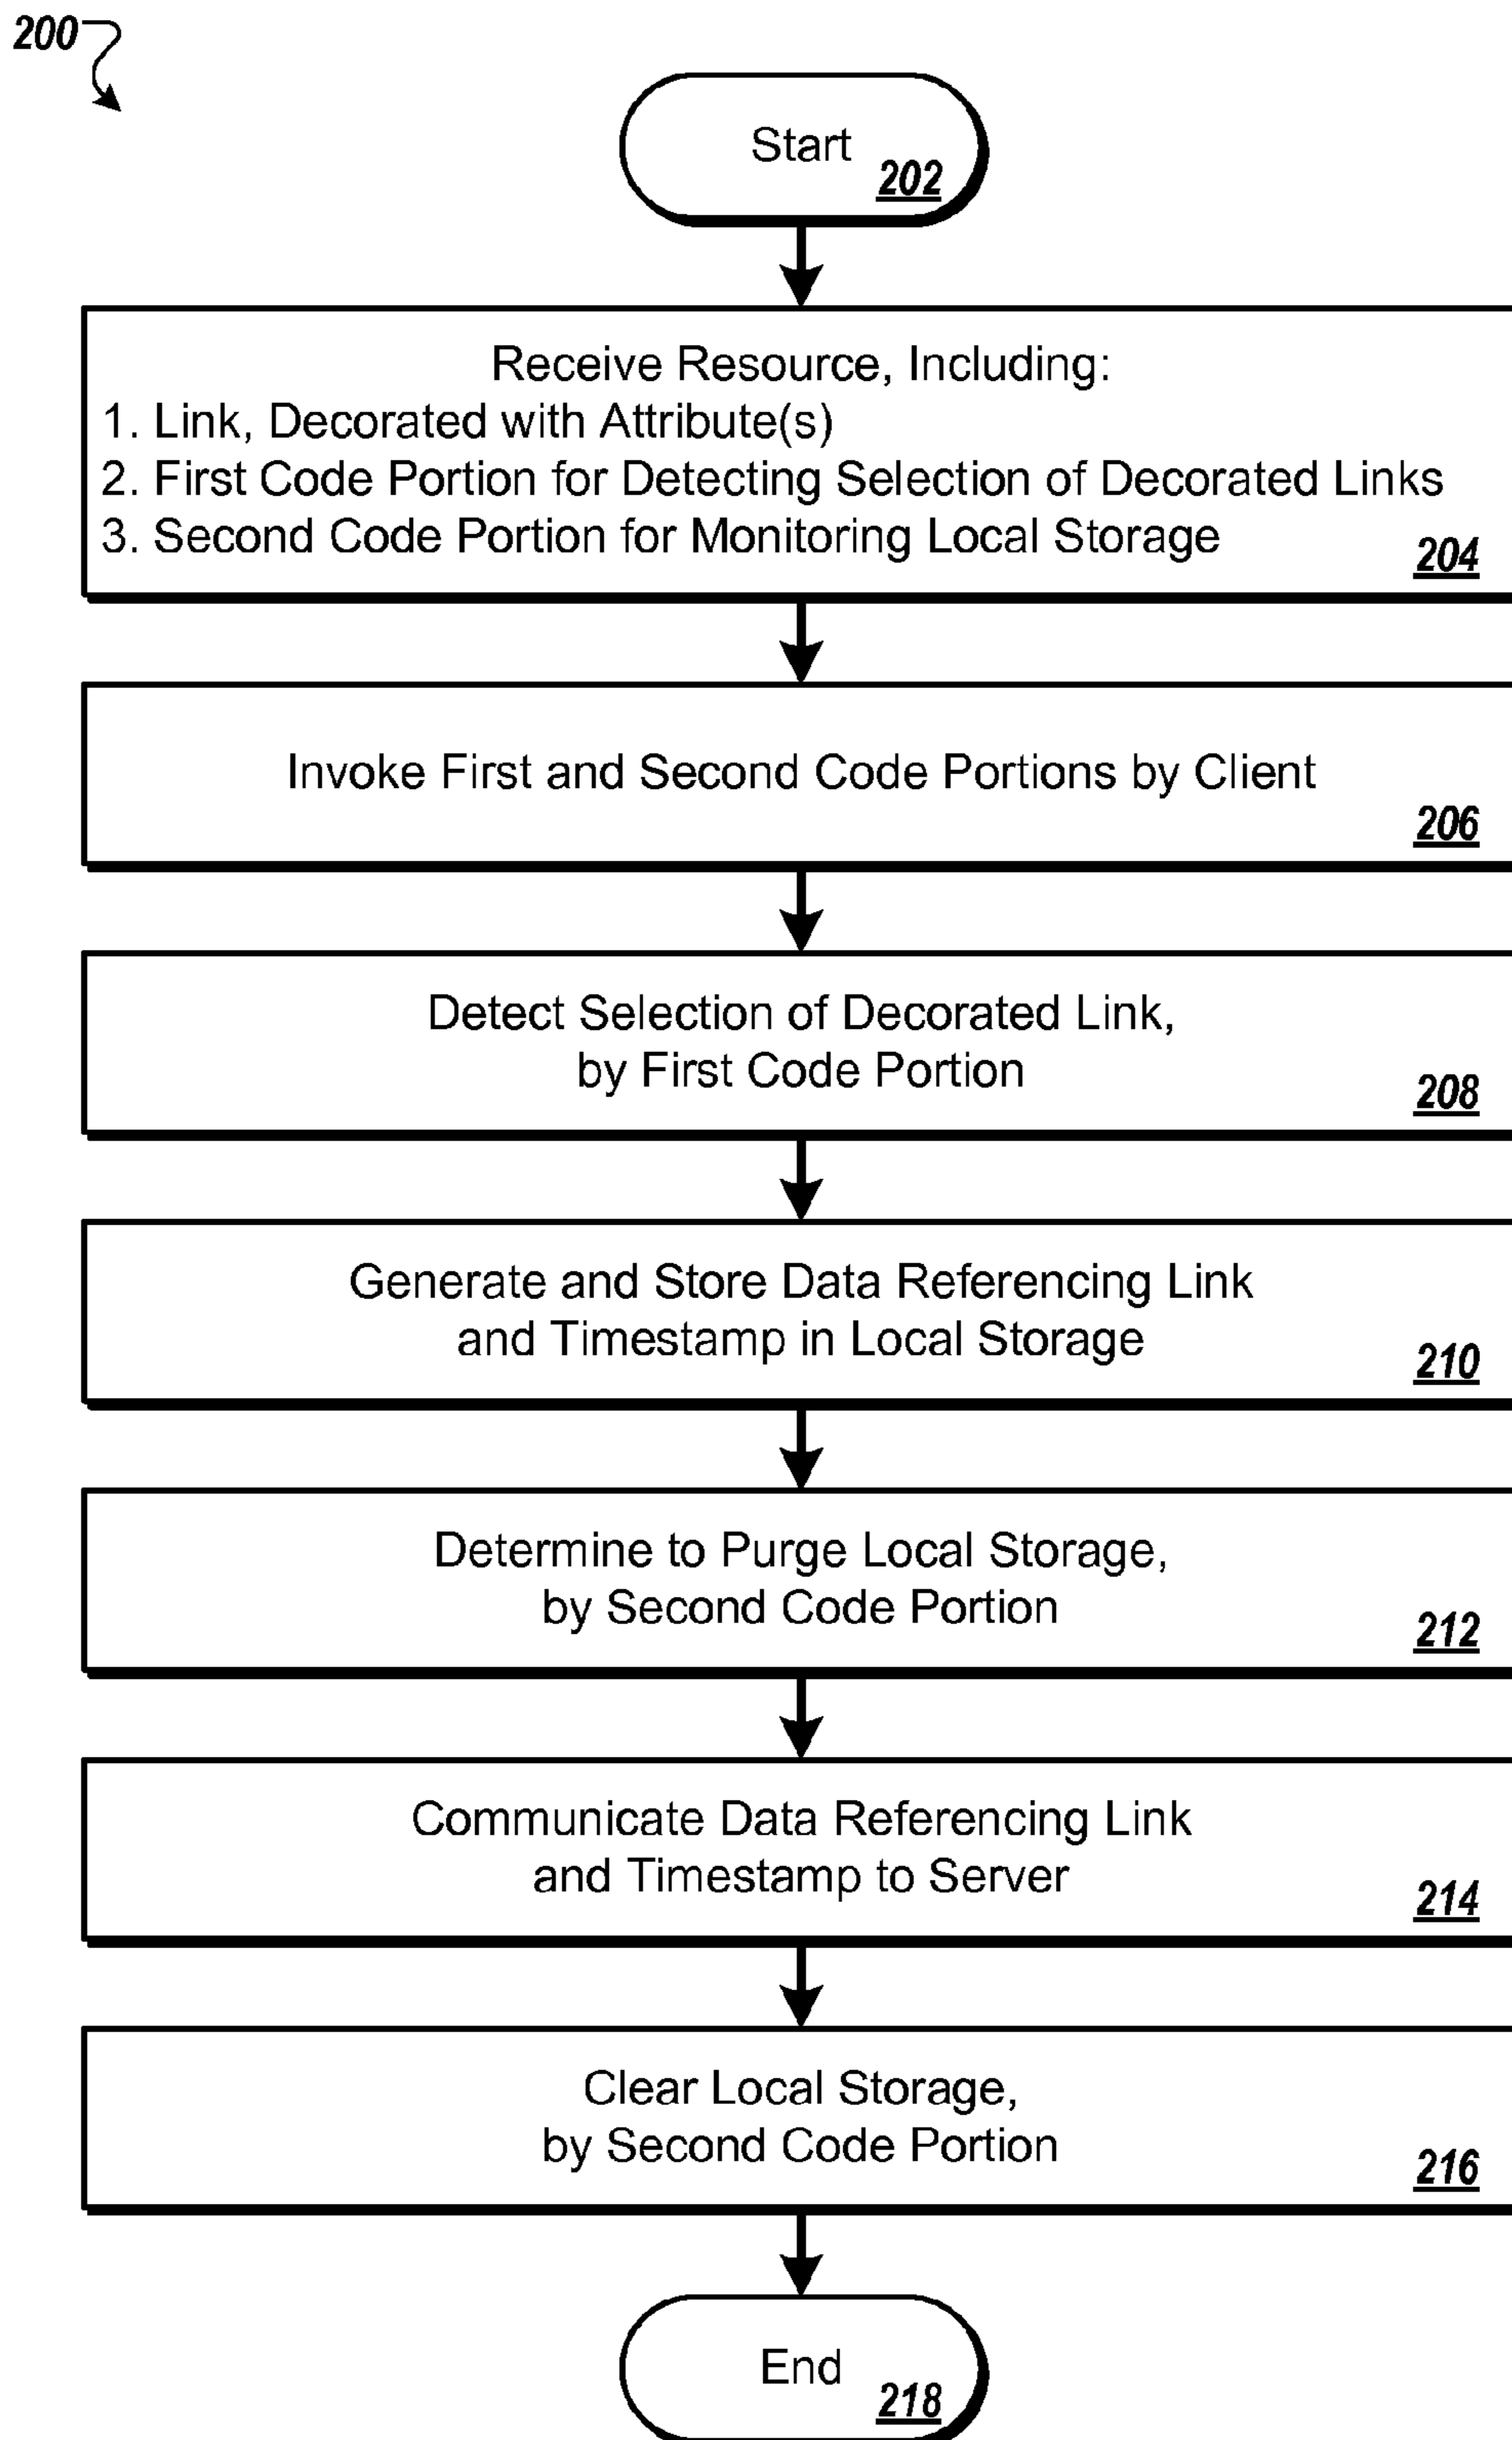 200
Start
202
Receive Resource, Including:
1. Link, Decorated with Attribute(s)
2. First Code Portion for Detecting Selection of Decorated Links
3. Second Code Portion for Monitoring Local Storage
204
Invoke First and Second Code Portions by Client
206
Detect Selection of Decorated Link,
by First Code Portion
208
Generate and Store Data Referencing Link
and Timestamp in Local Storage
210
Determine to Purge Local Storage,
by Second Code Portion
212
Communicate Data Referencing Link
and Timestamp to Server
214
Clear Local Storage,
by Second Code Portion
216
End
218